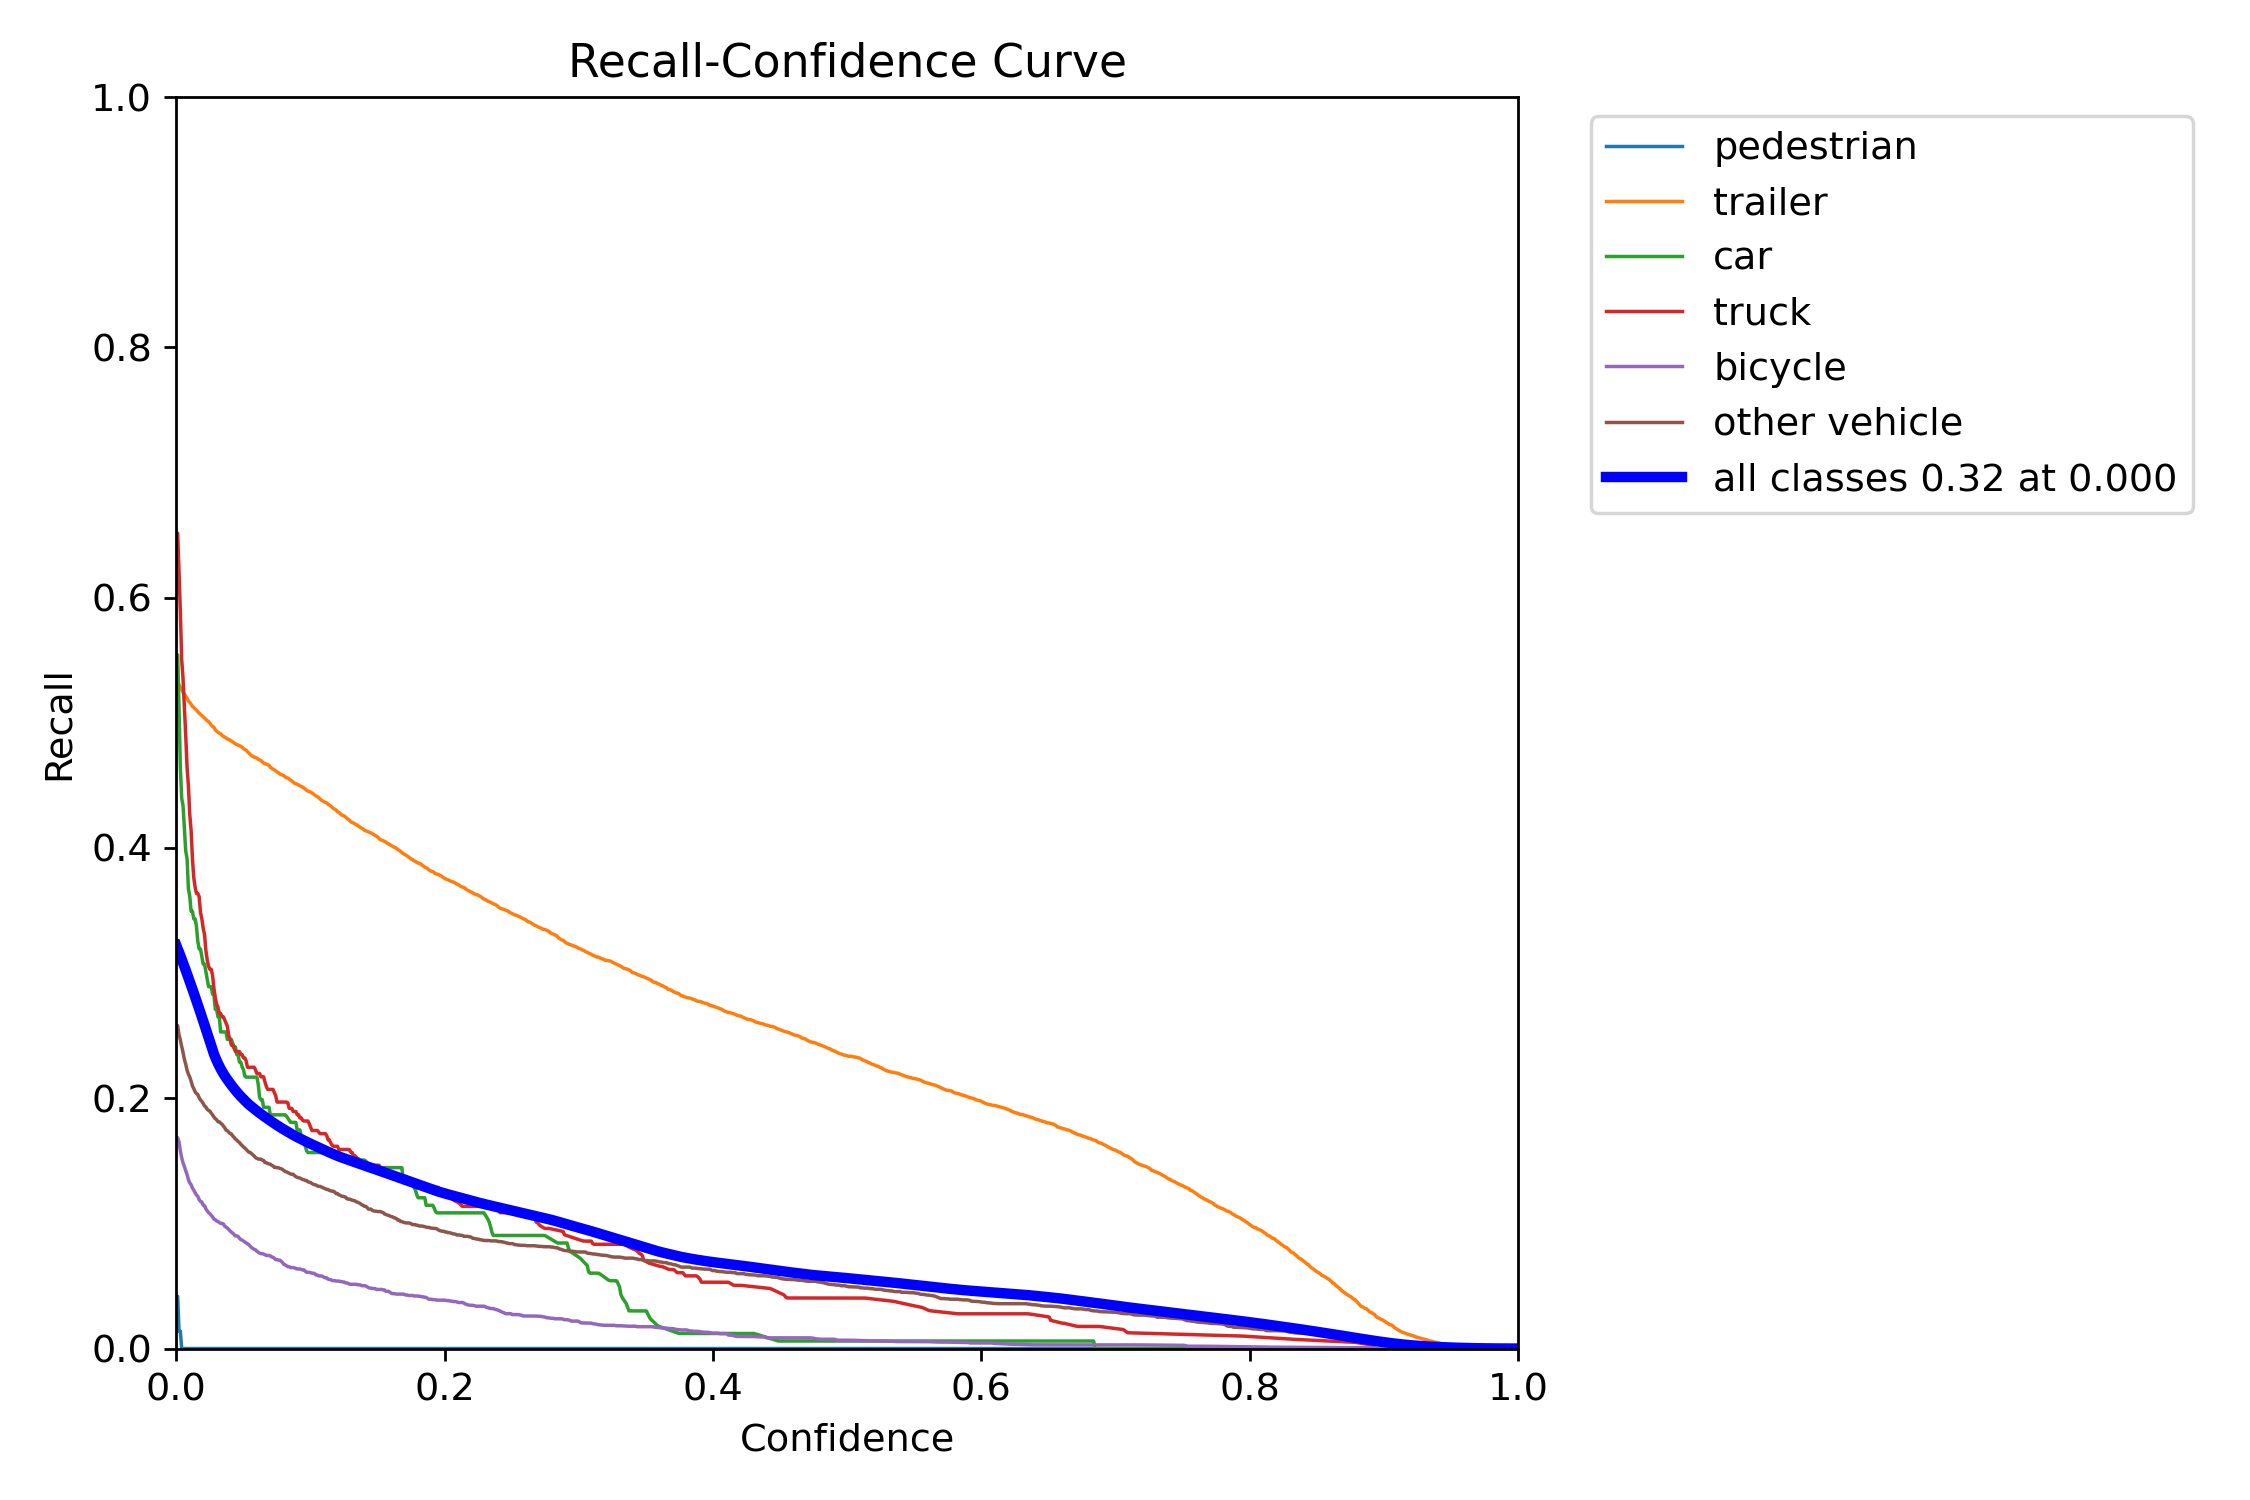 Recall-Confidence Curve
1.0
0.8
0.6
0.4
0.2
0.0
Recall
0.0 0.2 0.4 0.6 0.8 1.0
Confidence
pedestrian
trailer
car
truck
bicycle
other vehicle
all classes 0.32 at 0.000